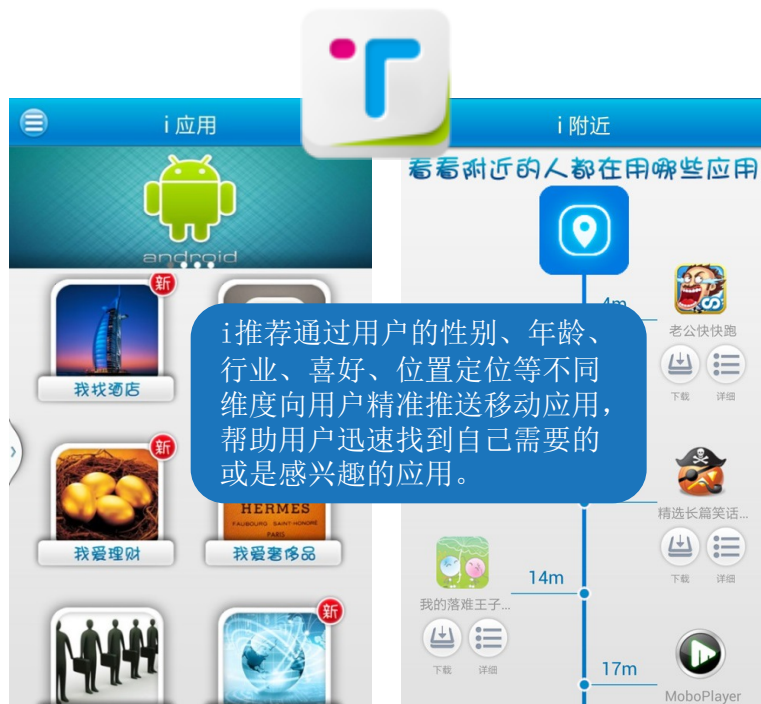 i应用
i附近
看看附近的人都在用哪些应用
android
新
4m
老公快快跑
下载 详细
我找酒店
i推荐通过用户的性别、年龄、
行业、喜好、位置定位等不同
维度向用户精准推送移动应用，
帮助用户迅速找到自己需要的
或是感兴趣的应用。
新
HERMES
FAUBOURG SAINT-HONORE
PARIS
我爱理财
我爱奢侈品
精选长篇笑话...
下载 详细
14m
我的落难王子...
下载 详细
新
17m
MoboPlayer